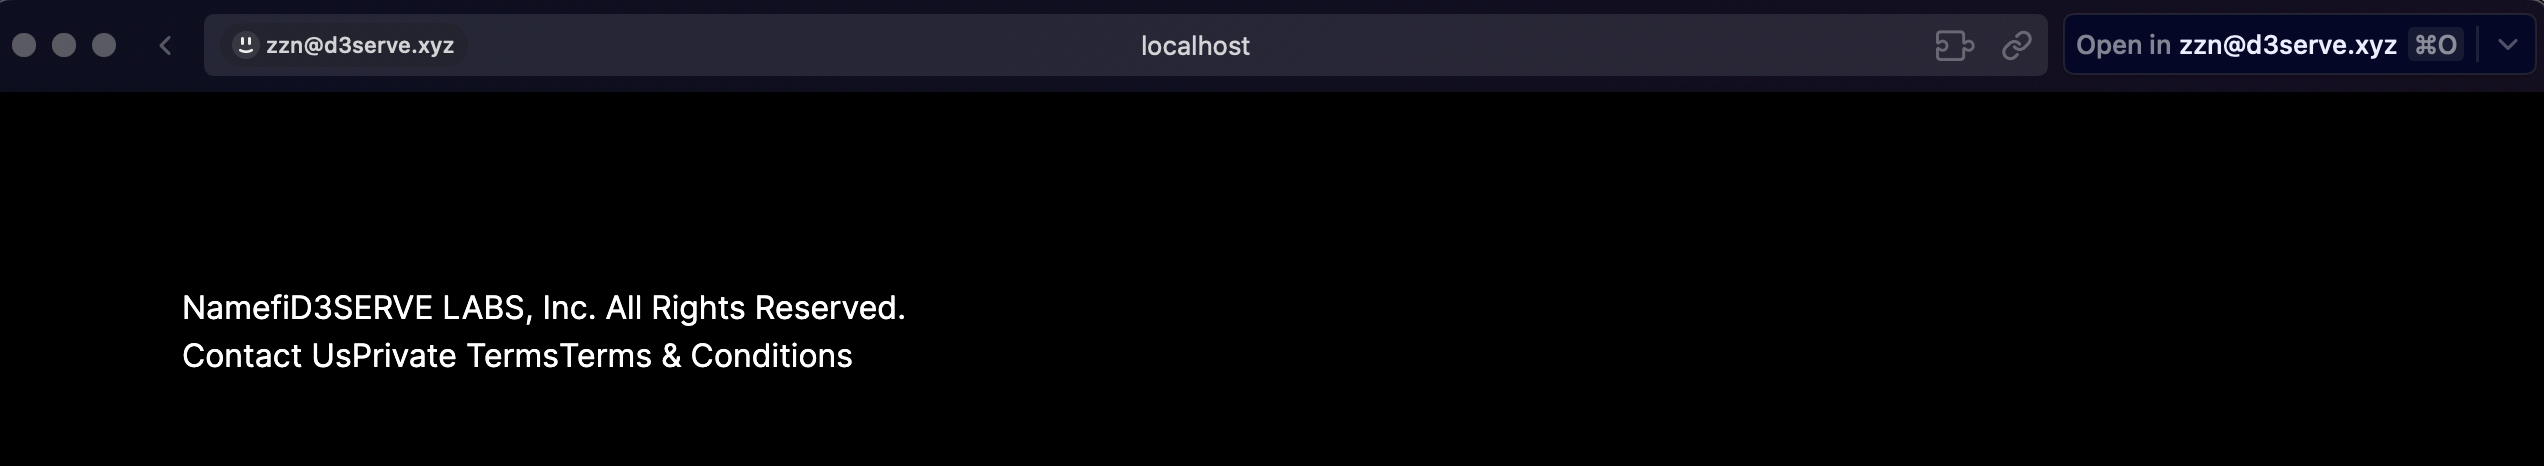 zzn@d3serve.xyz
localhost
Open in zzn@d3serve.xyz ⌘O
NamefiD3SERVE LABS, Inc. All Rights Reserved.
Contact UsPrivate TermsTerms & Conditions